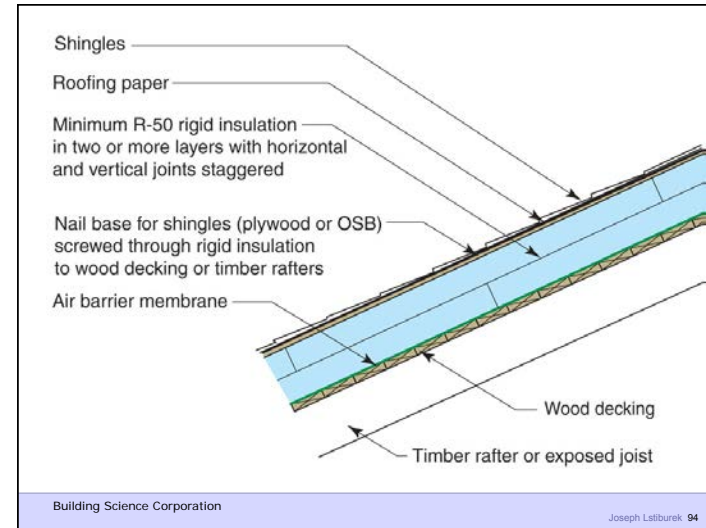 Shingles
Roofing paper
Minimum R-50 rigid insulation
in two or more layers with horizontal
and vertical joints staggered
Nail base for shingles (plywood or OSB)
screwed through rigid insulation
to wood decking or timber rafters
Air barrier membrane
Wood decking
Timber rafter or exposed joist
Building Science Corporation
Joseph Lstiburek 94